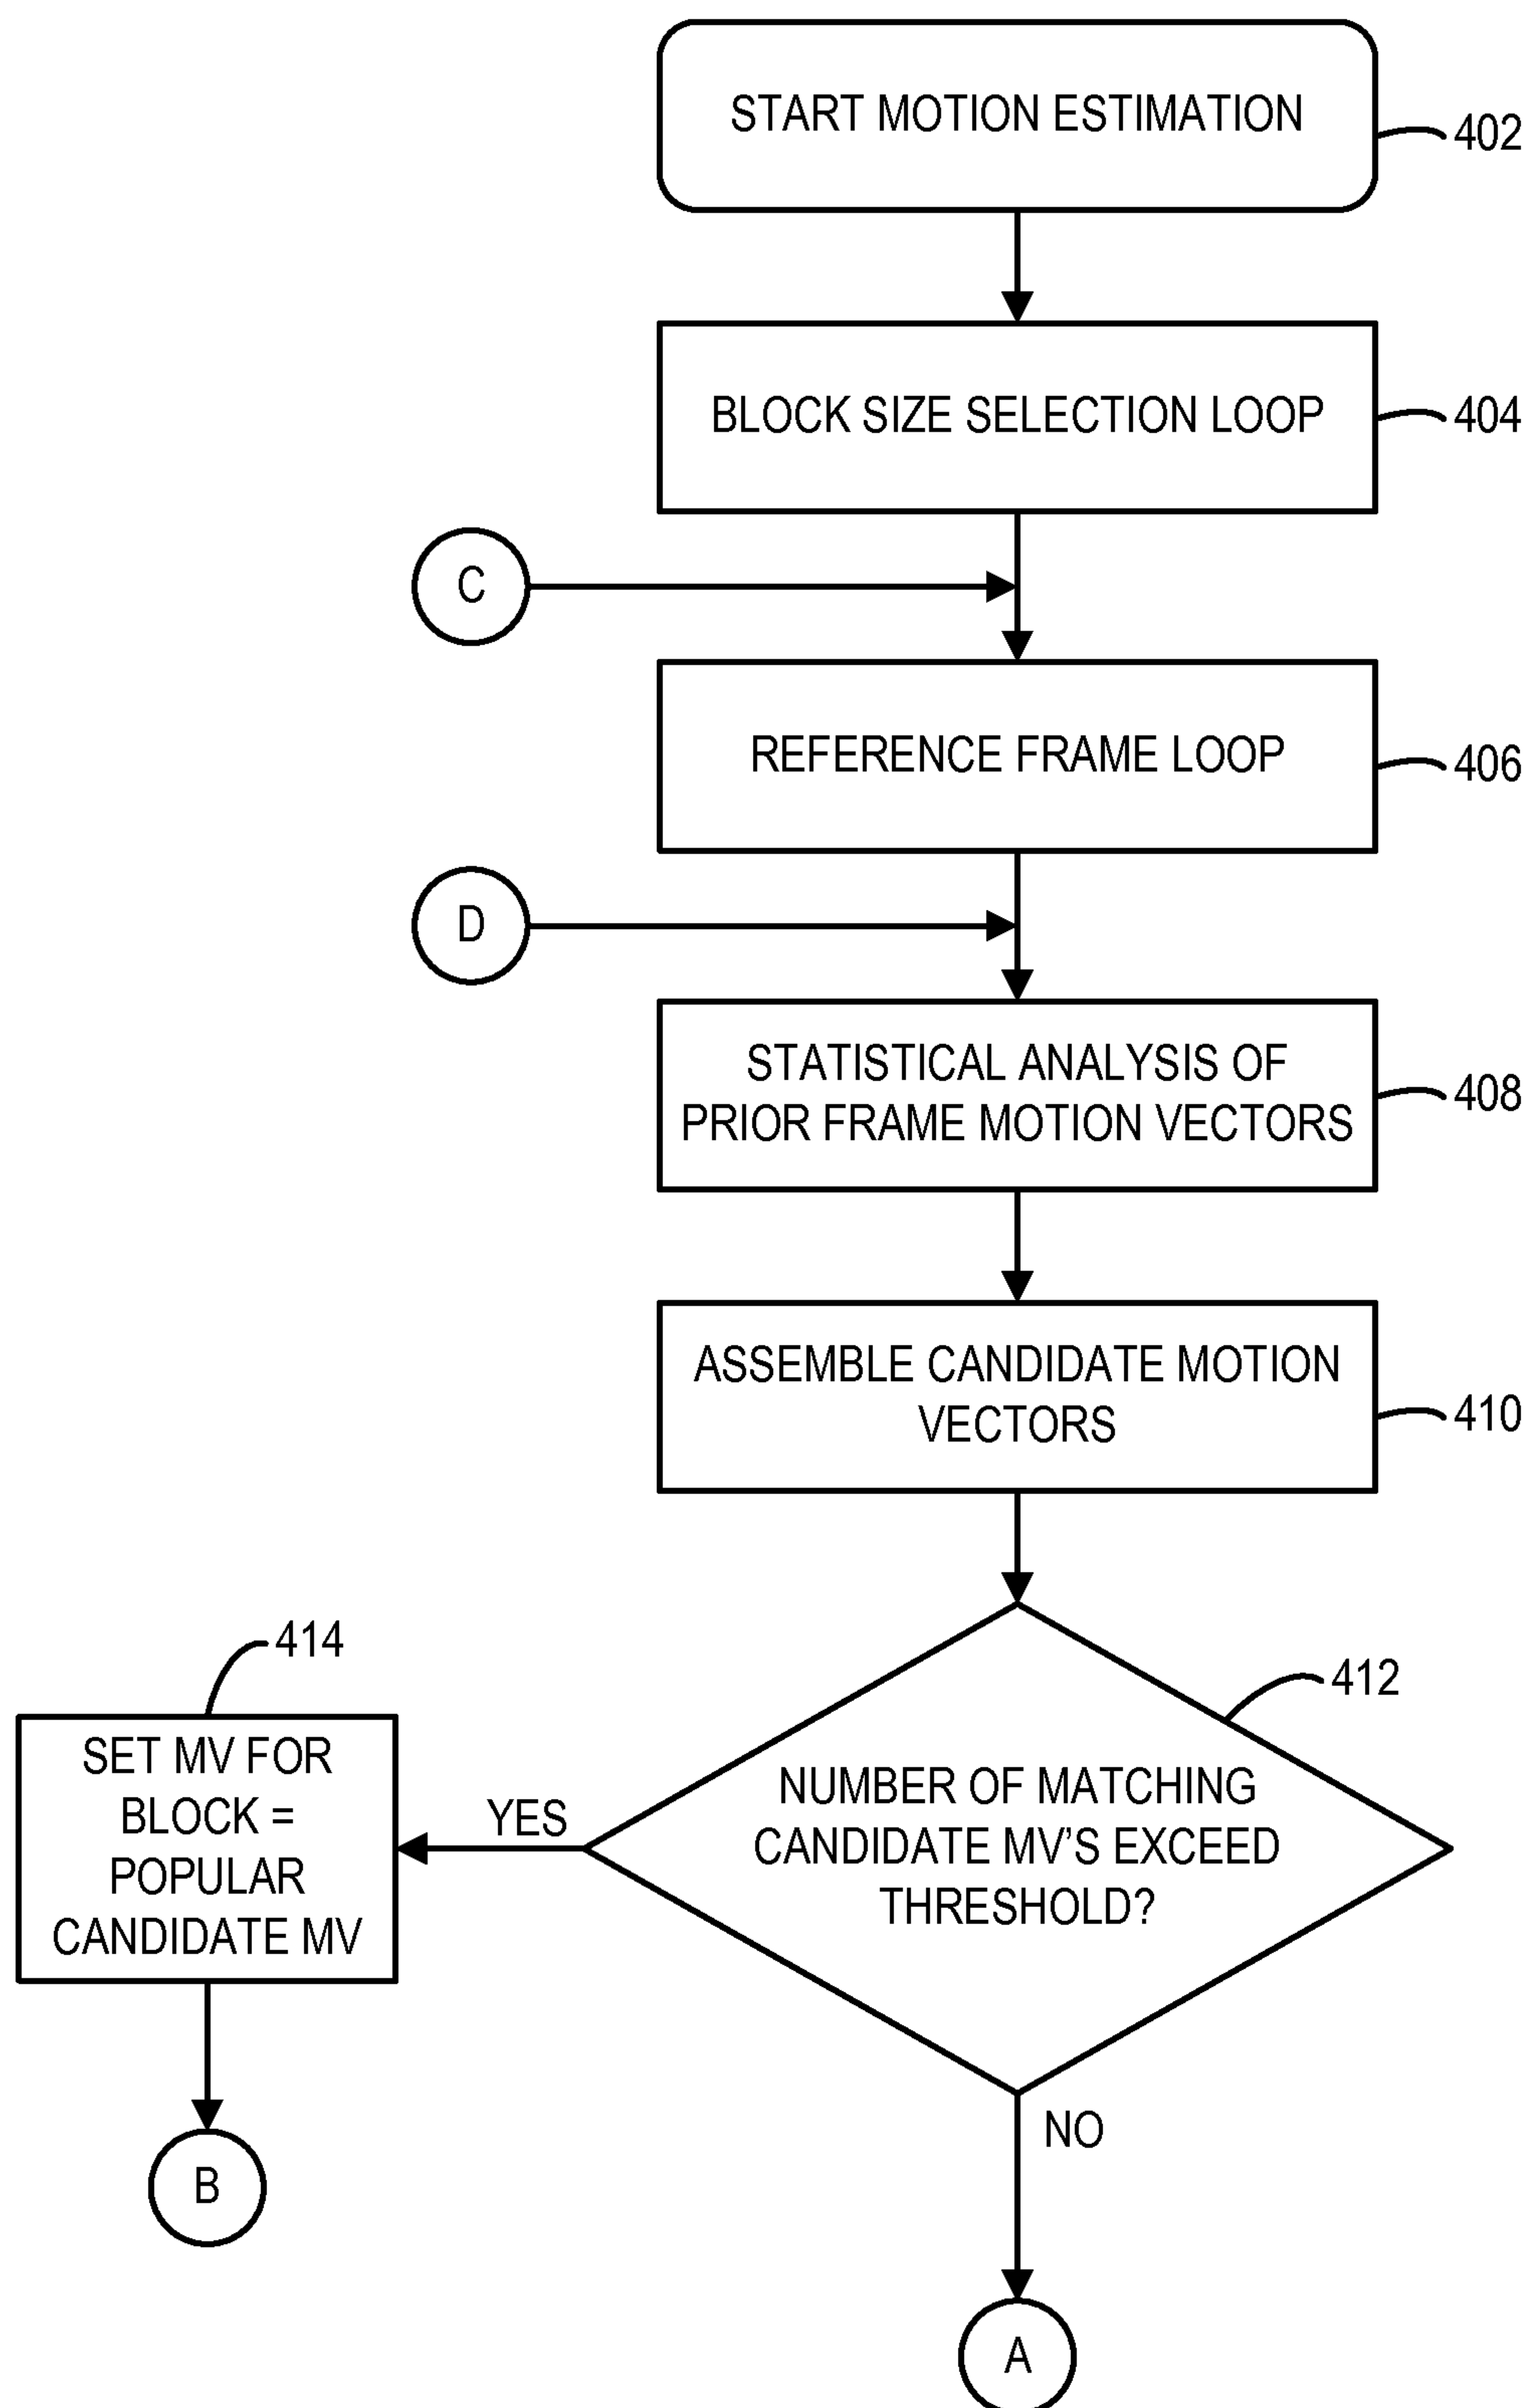 START MOTION ESTIMATION
402
BLOCK SIZE SELECTION LOOP
404
C
REFERENCE FRAME LOOP
406
D
STATISTICAL ANALYSIS OF
PRIOR FRAME MOTION VECTORS
408
ASSEMBLE CANDIDATE MOTION
VECTORS
410
412
NUMBER OF MATCHING
CANDIDATE MV'S EXCEED
THRESHOLD?
YES
414
SET MV FOR
BLOCK =
POPULAR
CANDIDATE MV
B
NO
A